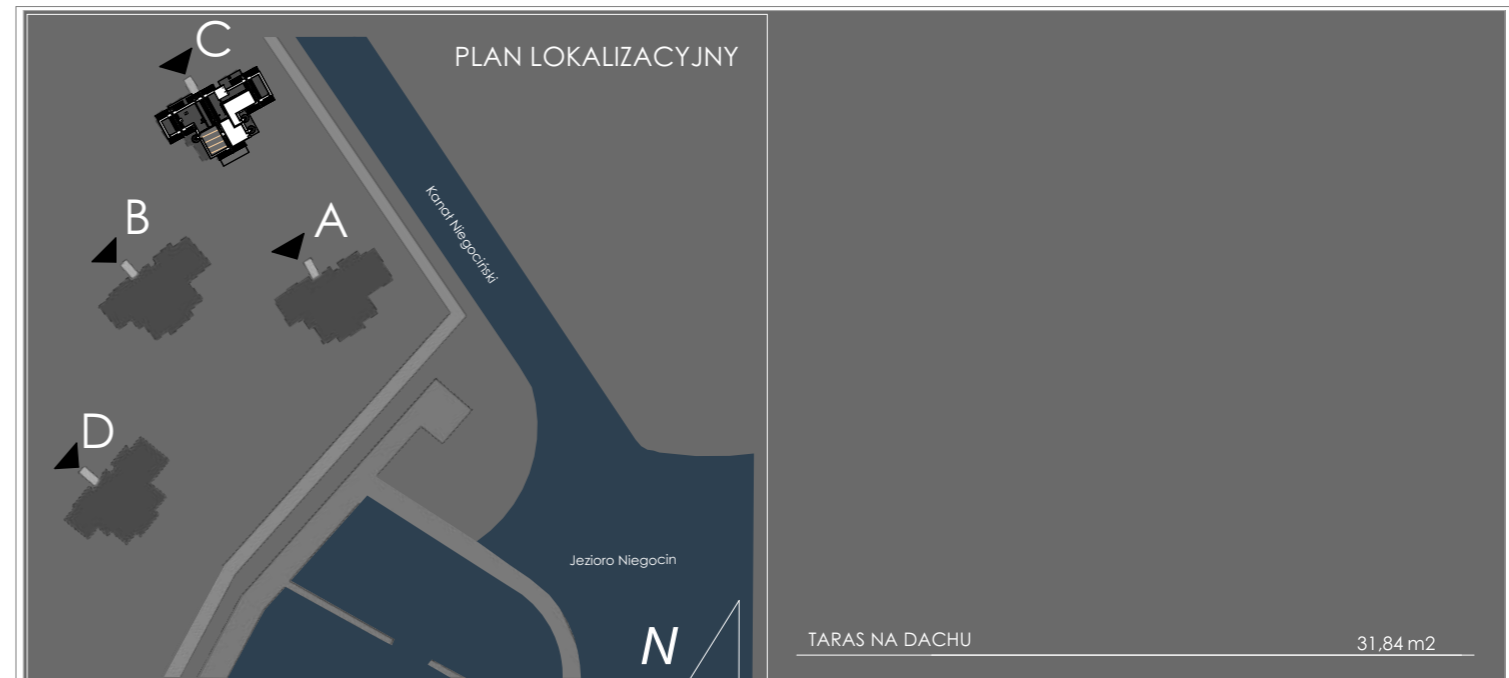 C
PLAN LOKALIZACYJNY
B
A
Kanał Niegociński
D
Jezioro Niegocin
N
TARAS NA DACHU 31,84 m2